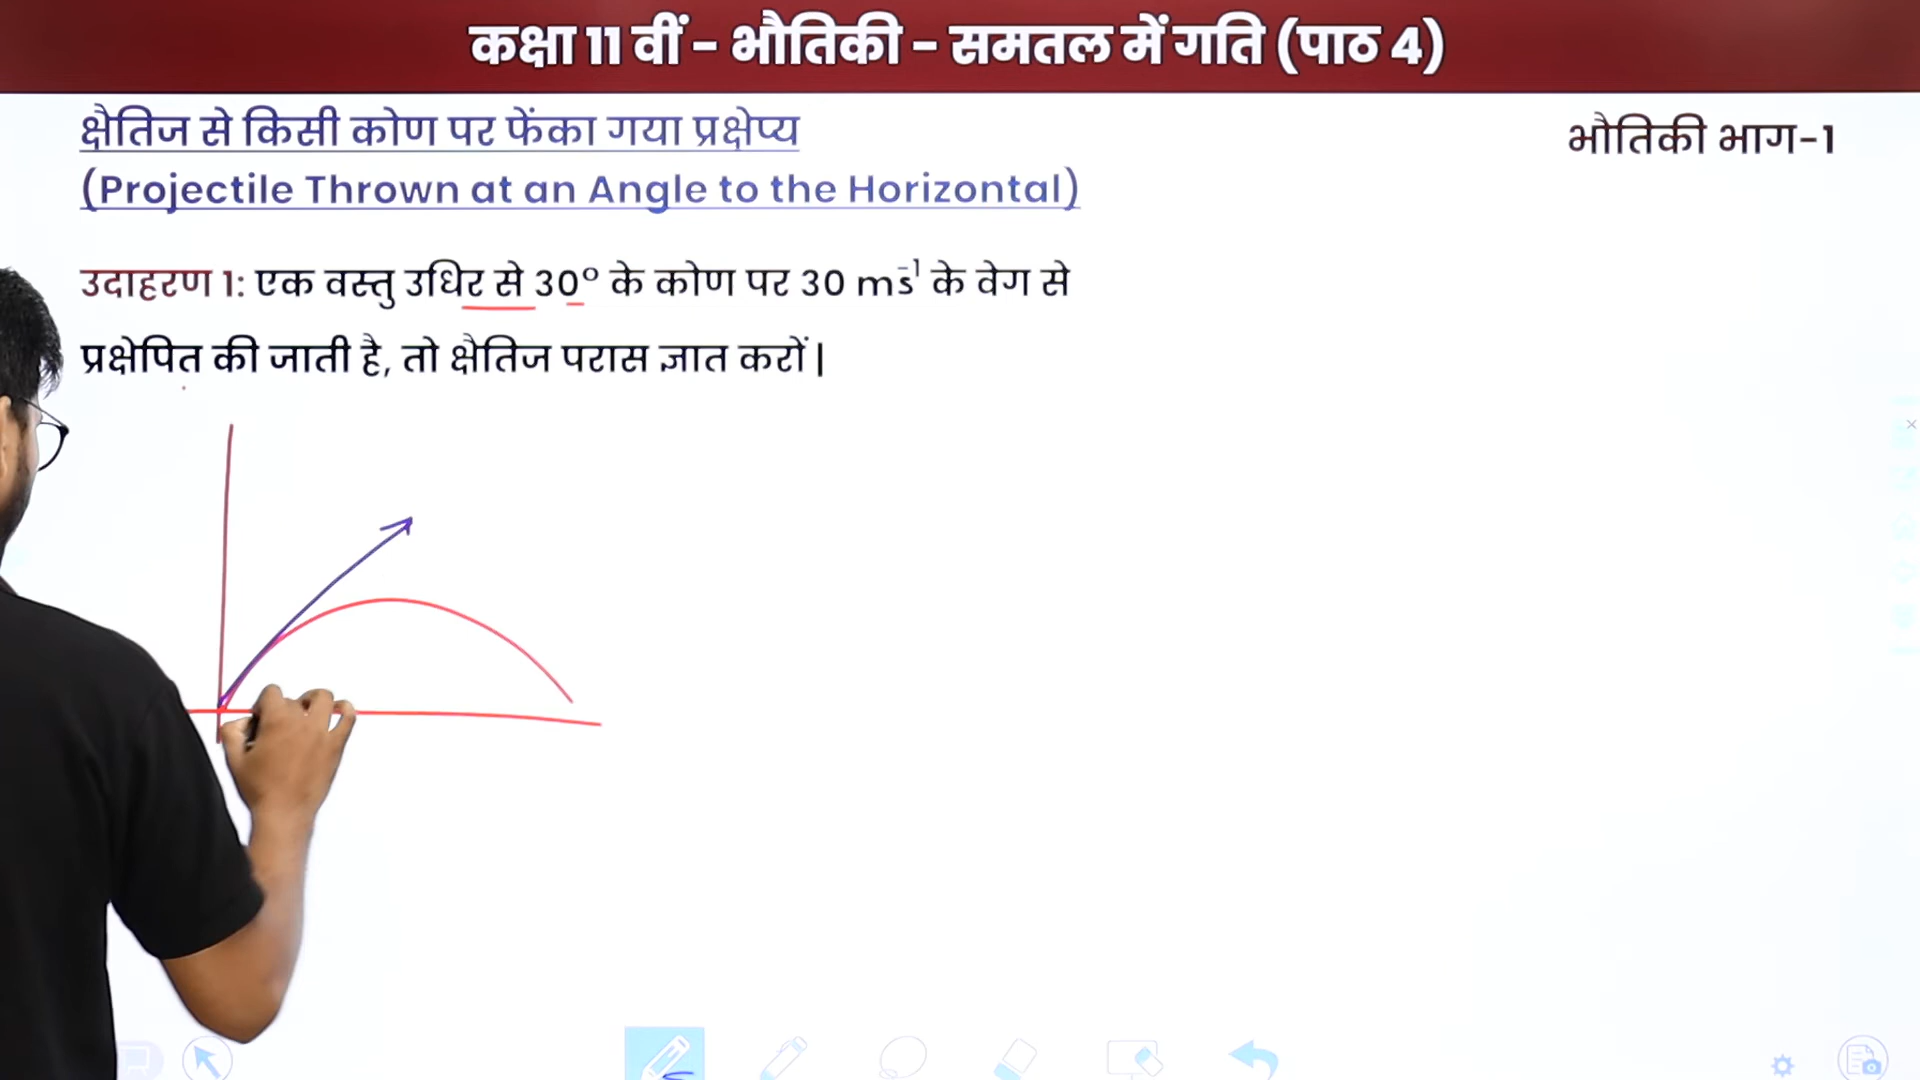 कक्षा 11 वीं - भौतिकी - समतल में गति (पाठ 4)
क्षैतिज से किसी कोण पर फेंका गया प्रक्षेप्य
भौतिकी भाग-1
(Projectile Thrown at an Angle to the Horizontal)
उदाहरण 1: एक वस्तु उधिर से 30° के कोण पर 30 ms⁻¹ के वेग से
प्रक्षेपित की जाती है, तो क्षैतिज परास ज्ञात करों |